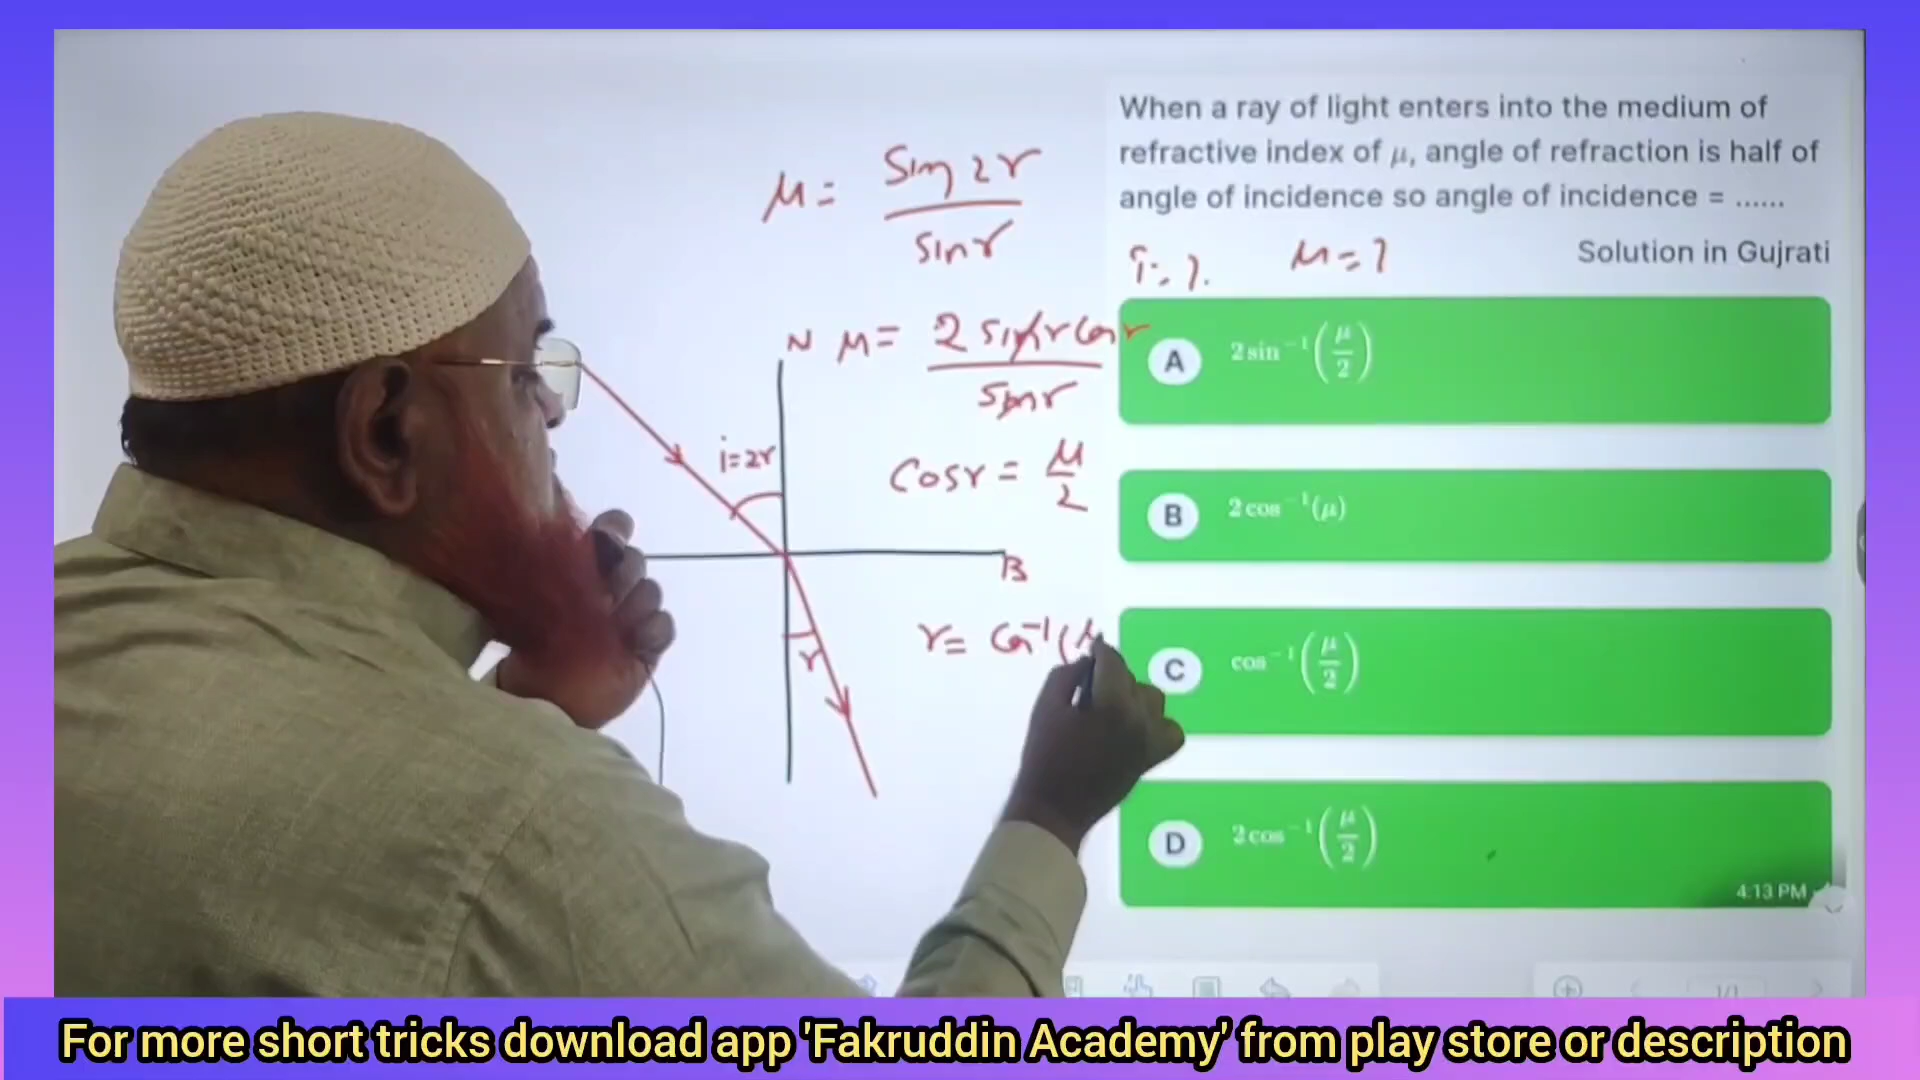 When a ray of light enters into the medium of
refractive index of μ, angle of refraction is half of
angle of incidence so angle of incidence = ......
Solution in Gujrati
i = ?
μ = ?
A 2 sin⁻¹(μ/2)
B 2 cos⁻¹(μ)
C cos⁻¹(μ/2)
D 2 cos⁻¹(μ/2)
4:13 PM
μ = sin 2r / sin r
μ = 2 sin r cos r / sin r
cos r = μ/2
r = cos⁻¹(μ
N
i=2r
B
r
1/1
For more short tricks download app 'Fakruddin Academy' from play store or description